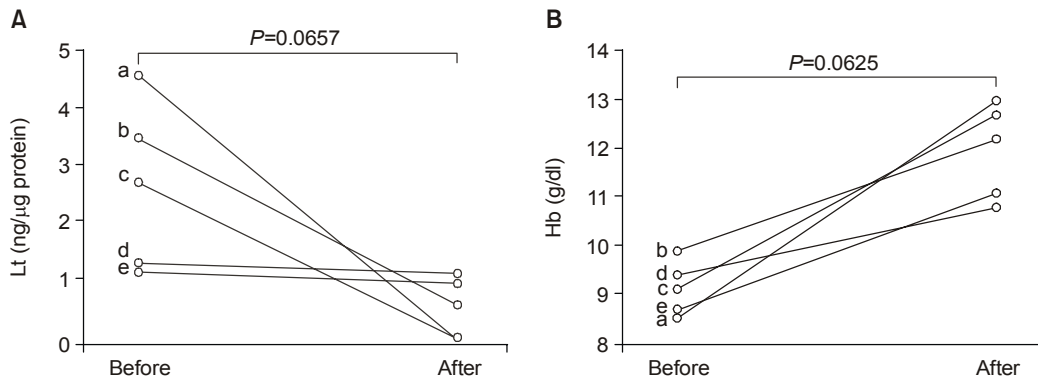 A
P=0.0657
5
4
3
2
1
0
Lt (ng/μg protein)
a
b
c
d
e
Before
After
B
P=0.0625
14
13
12
11
10
9
8
Hb (g/dl)
b
d
c
e
a
Before
After